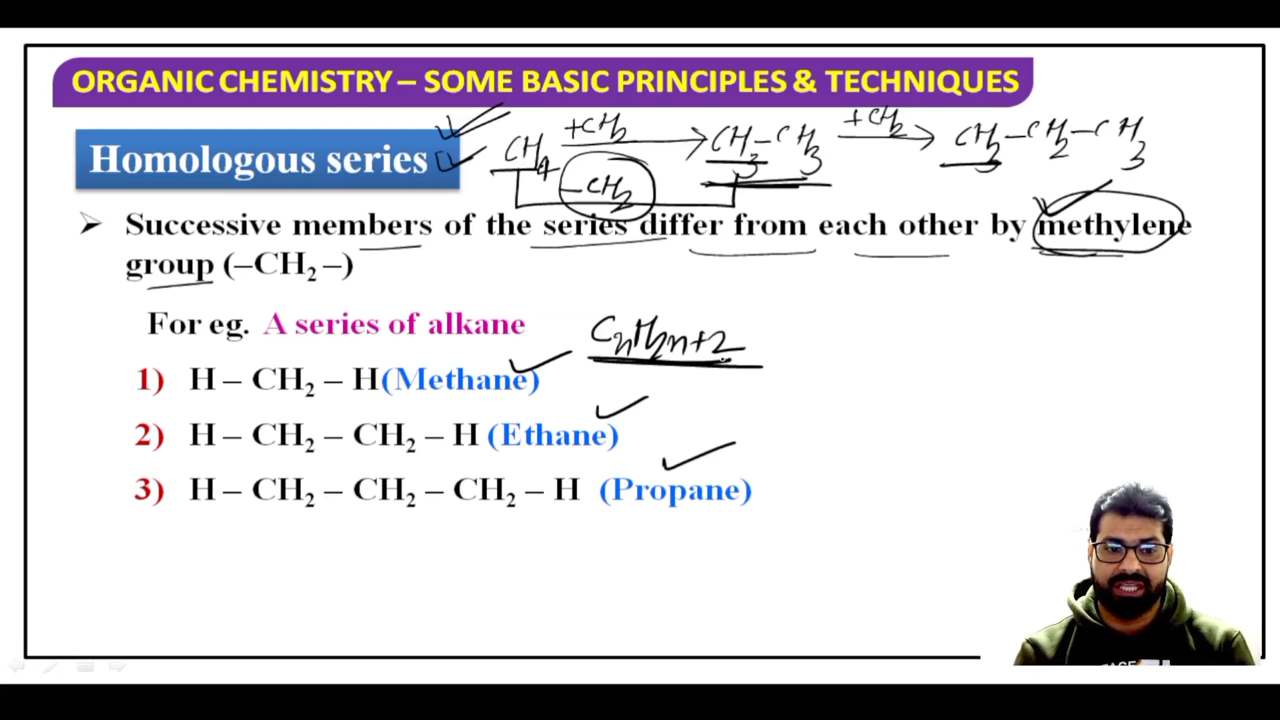 ORGANIC CHEMISTRY – SOME BASIC PRINCIPLES & TECHNIQUES
Homologous series
CH4 +CH2 → CH3–CH3 +CH2 → CH3–CH2–CH3
–CH2
➢ Successive members of the series differ from each other by methylene
group (–CH2 –)
For eg. A series of alkane
CnH2n+2
1) H – CH2 – H(Methane)
2) H – CH2 – CH2 – H (Ethane)
3) H – CH2 – CH2 – CH2 – H (Propane)